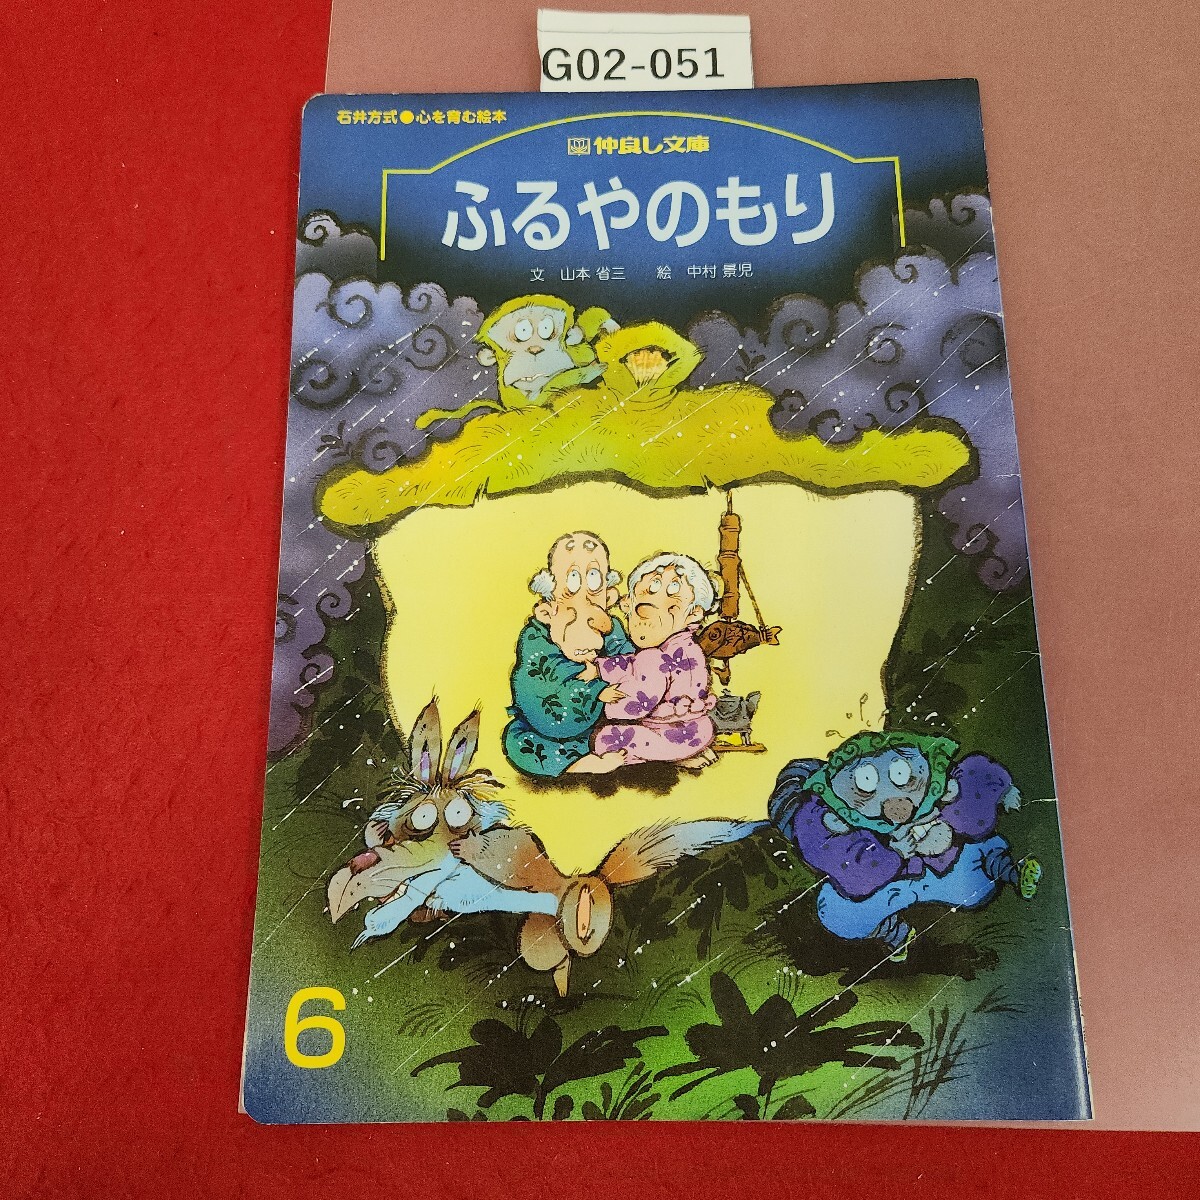 G02-051
石井方式●心を育む絵本
仲良し文庫
ふるやのもり
文 山本 省三 絵 中村 景児
6